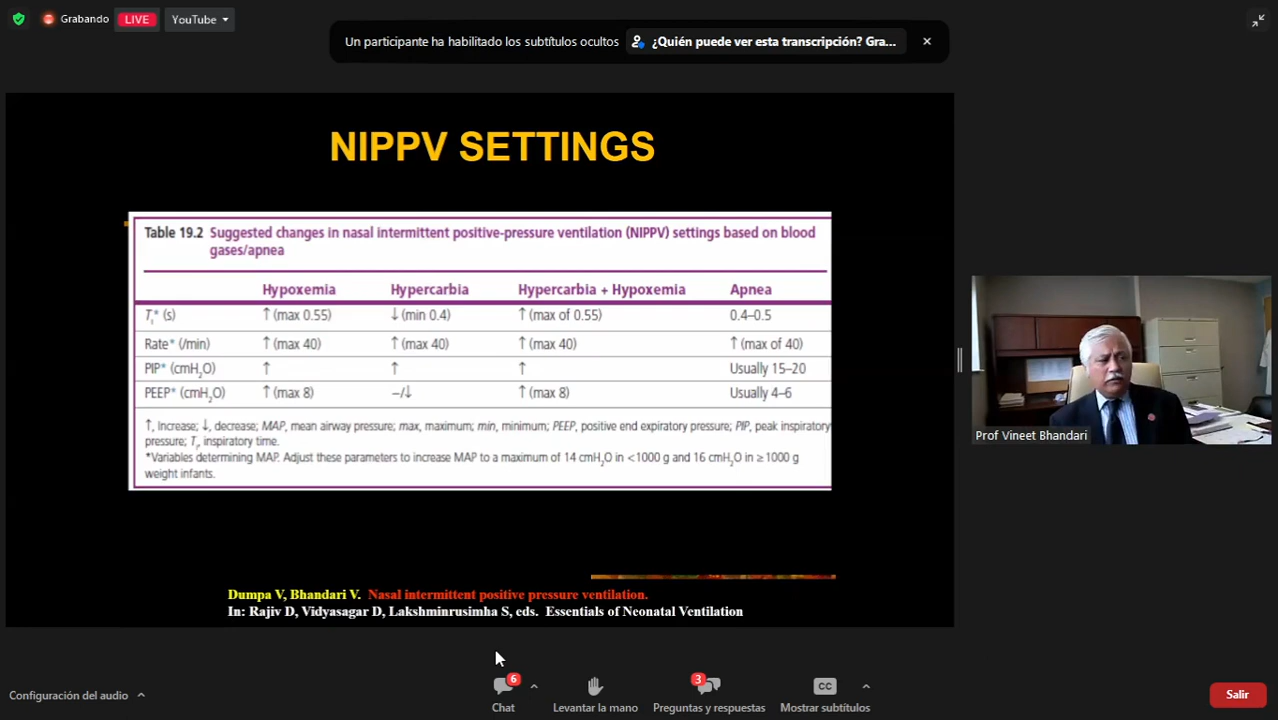 Grabando
LIVE
YouTube
Un participante ha habilitado los subtítulos ocultos
¿Quién puede ver esta transcripción? Gra...
NIPPV SETTINGS
Table 19.2 Suggested changes in nasal intermittent positive-pressure ventilation (NIPPV) settings based on blood
gases/apnea
Hypoxemia Hypercarbia Hypercarbia + Hypoxemia Apnea
Ti* (s) ↑ (max 0.55) ↓ (min 0.4) ↑ (max of 0.55) 0.4–0.5
Rate* (/min) ↑ (max 40) ↑ (max 40) ↑ (max 40) ↑ (max of 40)
PIP* (cmH2O) ↑ ↑ ↑ Usually 15–20
PEEP* (cmH2O) ↑ (max 8) –/↓ ↑ (max 8) Usually 4–6
↑, Increase; ↓, decrease; MAP, mean airway pressure; max, maximum; min, minimum; PEEP, positive end expiratory pressure; PIP, peak inspiratory
pressure; Ti, inspiratory time.
*Variables determining MAP. Adjust these parameters to increase MAP to a maximum of 14 cmH2O in <1000 g and 16 cmH2O in ≥1000 g
weight infants.
Dumpa V, Bhandari V. Nasal intermittent positive pressure ventilation.
In: Rajiv D, Vidyasagar D, Lakshminrusimha S, eds. Essentials of Neonatal Ventilation
Prof Vineet Bhandari
Configuración del audio
6
Chat
Levantar la mano
3
Preguntas y respuestas
CC
Mostrar subtítulos
Salir